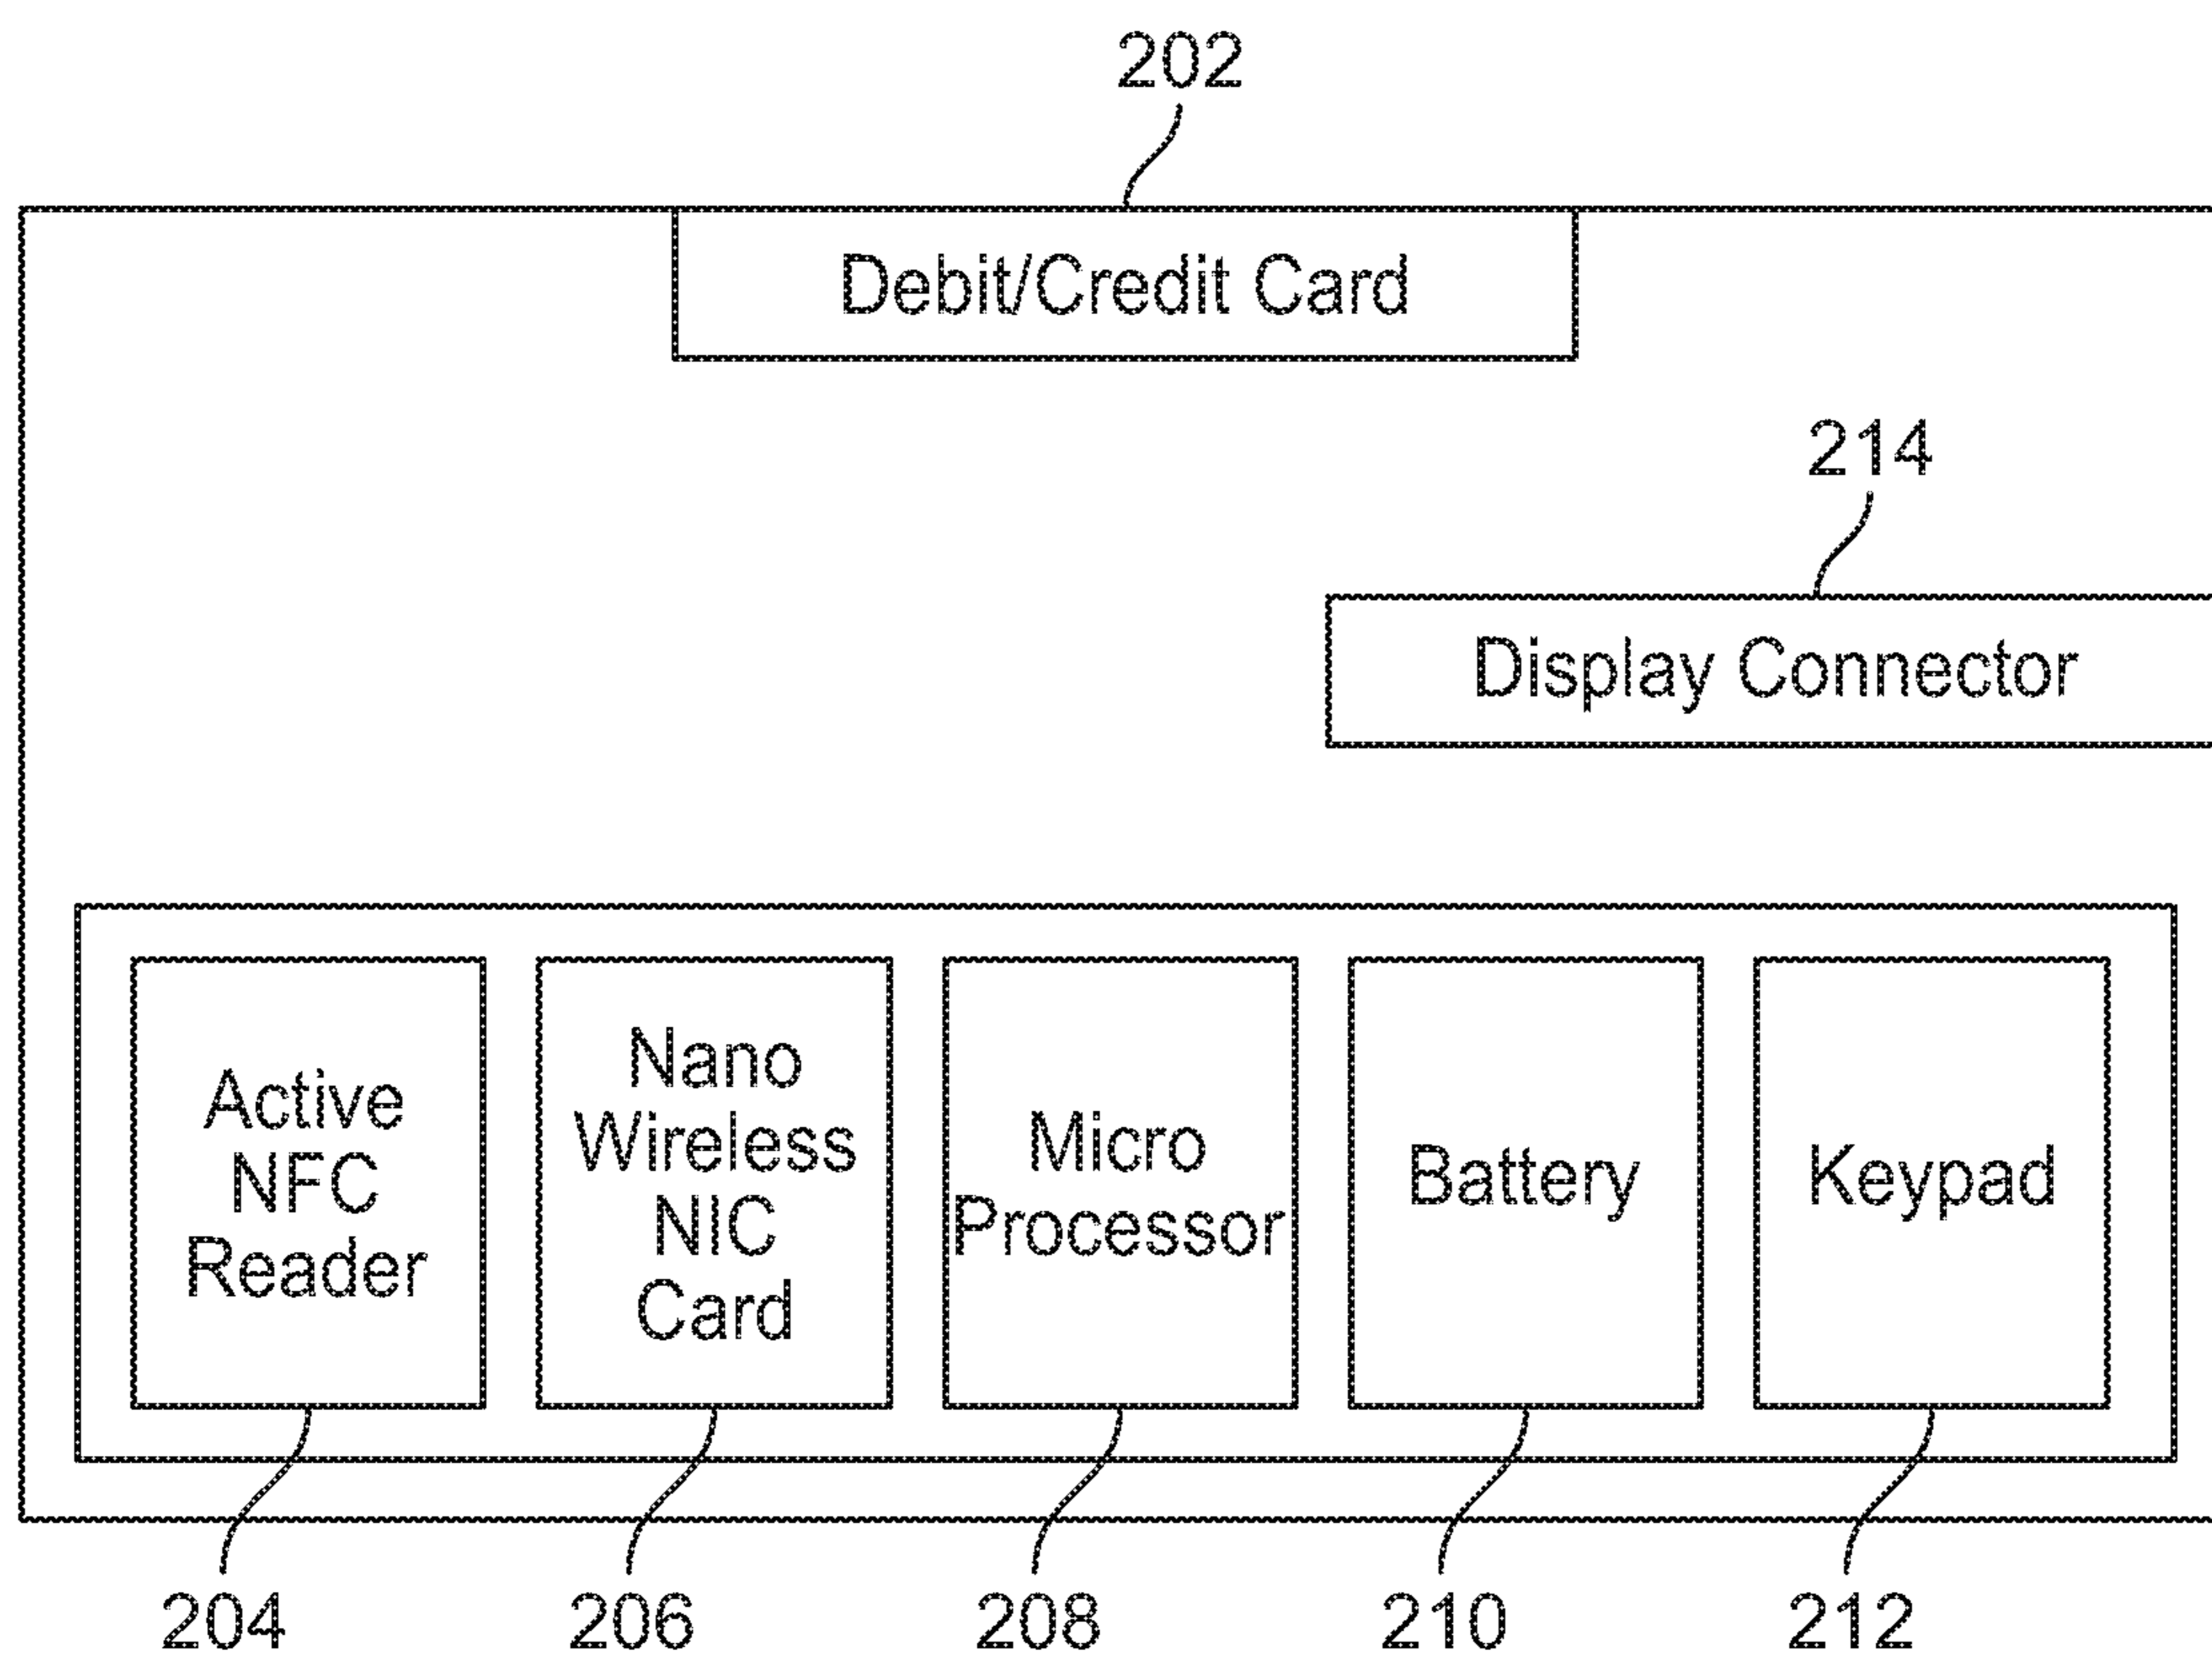 202
Debit/Credit Card
214
Display Connector
Active
NFC
Reader
Nano
Wireless
NIC
Card
Micro
Processor
Battery
Keypad
204
206
208
210
212